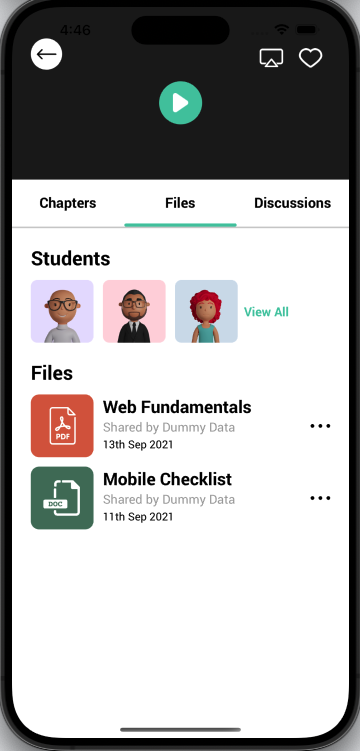 4:46
Chapters
Files
Discussions
Students
View All
Files
PDF
Web Fundamentals
Shared by Dummy Data
13th Sep 2021
DOC
Mobile Checklist
Shared by Dummy Data
11th Sep 2021